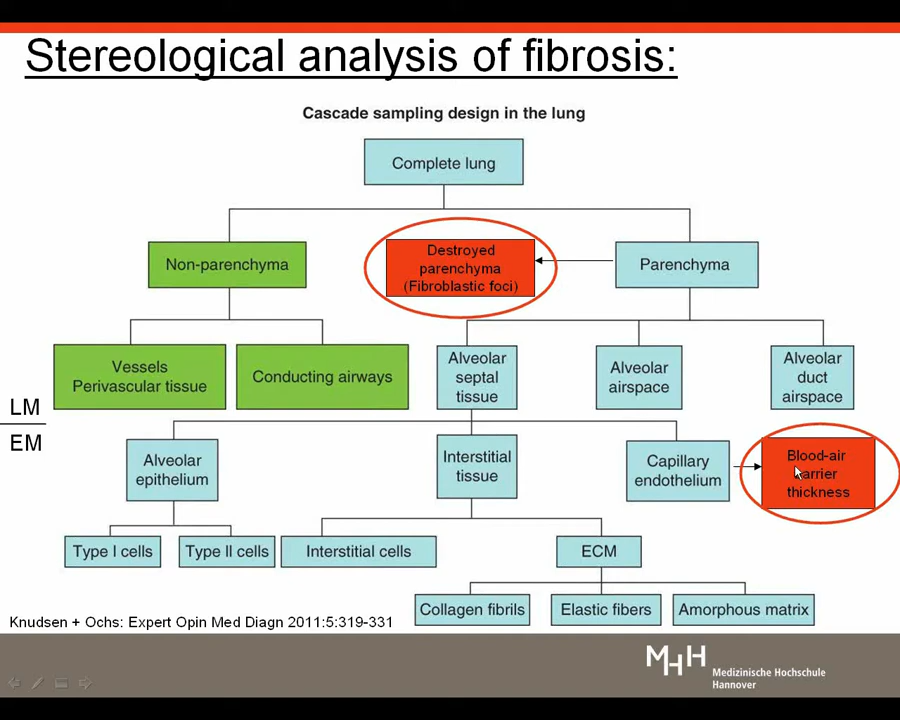 Stereological analysis of fibrosis:
Cascade sampling design in the lung
Complete lung
Non-parenchyma
Destroyed
parenchyma
(Fibroblastic foci)
Parenchyma
Vessels
Perivascular tissue
Conducting airways
Alveolar
septal
tissue
Alveolar
airspace
Alveolar
duct
airspace
LM
EM
Alveolar
epithelium
Interstitial
tissue
Capillary
endothelium
Blood-air
barrier
thickness
Type I cells
Type II cells
Interstitial cells
ECM
Collagen fibrils
Elastic fibers
Amorphous matrix
Knudsen + Ochs: Expert Opin Med Diagn 2011:5:319-331
MHH
Medizinische Hochschule
Hannover